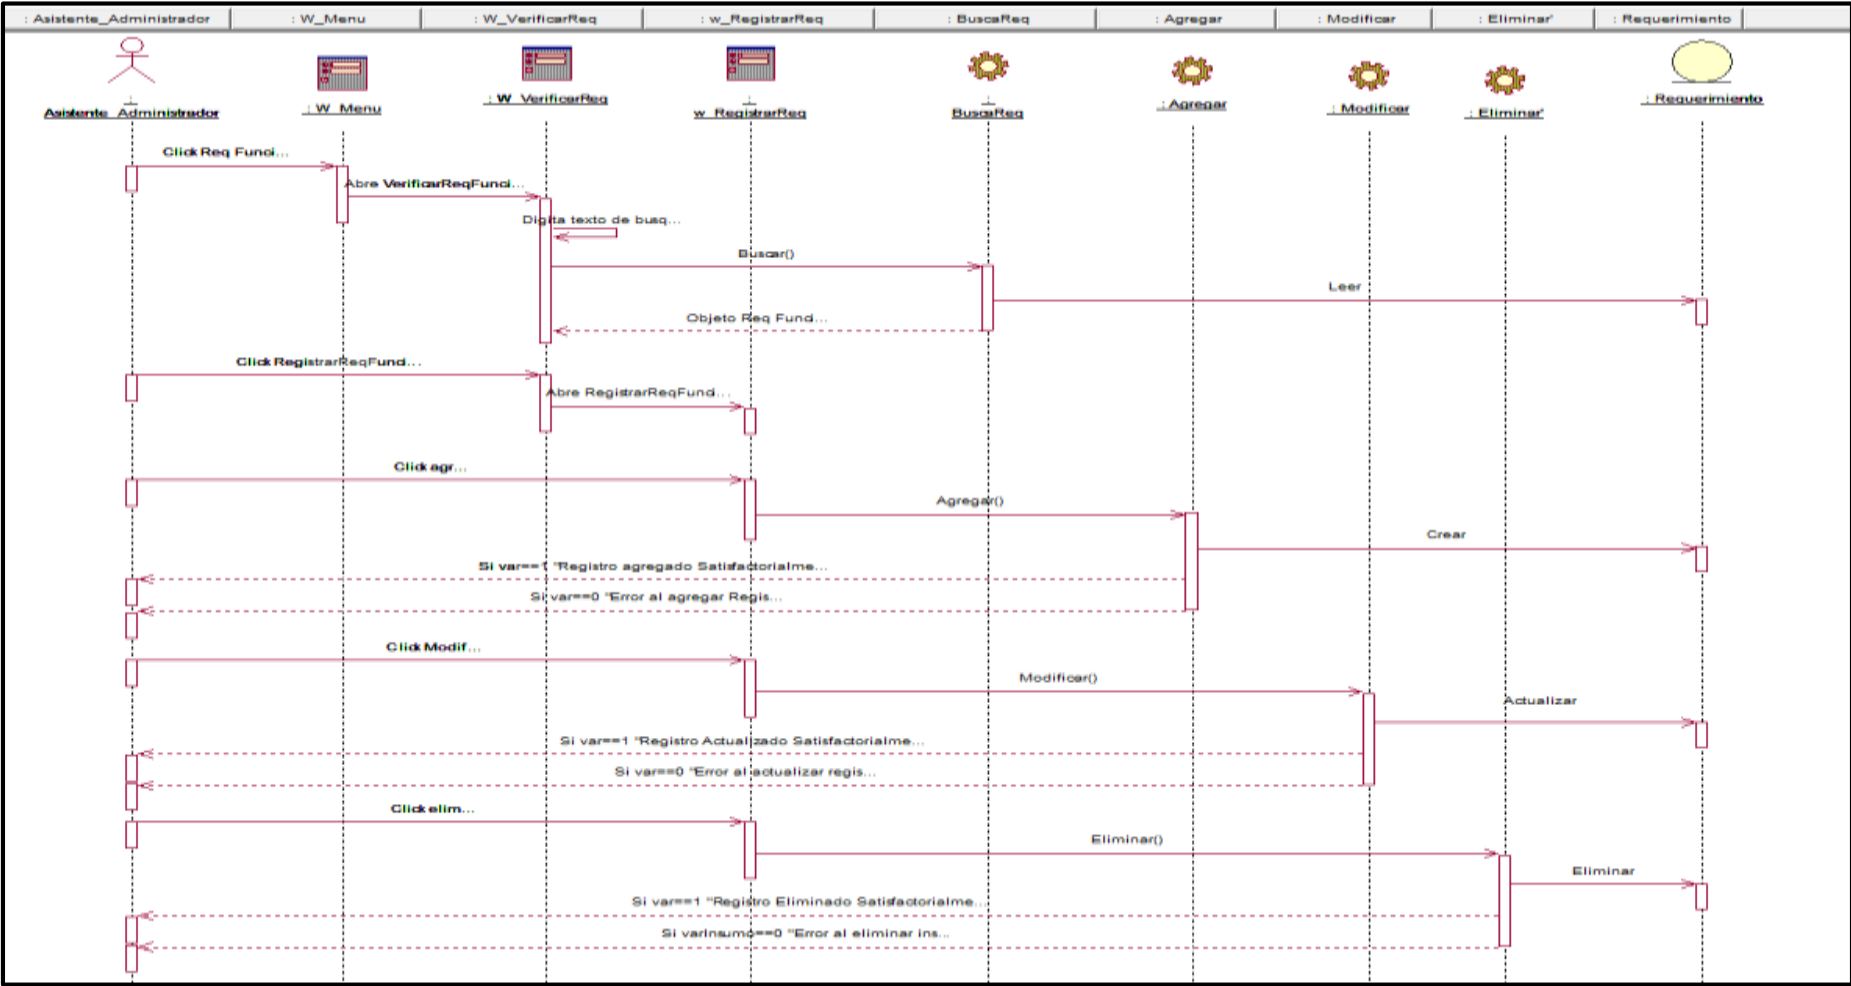 : Asistente_Administrador : W_Menu : W_VerificarReq : w_RegistrarReq : BuscaReq : Agregar : Modificar : Eliminar' : Requerimiento
:
Asistente_Administrador
: W_Menu
: W_VerificarReq
:
w_RegistrarReq
:
BuscaReq
: Agregar
: Modificar
: Eliminar'
: Requerimiento
Click Req Funci...
Abre VerificarReqFunci...
Digita texto de busq...
Buscar()
Leer
Objeto Req Funci...
Click RegistrarReqFunci...
Abre RegistrarReqFunci...
Click agr...
Agregar()
Crear
Si var==1 "Registro agregado Satisfactorialme...
Si var==0 "Error al agregar Regis...
Click Modif...
Modificar()
Actualizar
Si var==1 "Registro Actualizado Satisfactorialme...
Si var==0 "Error al actualizar regis...
Click elim...
Eliminar()
Eliminar
Si var==1 "Registro Eliminado Satisfactorialme...
Si varInsumo==0 "Error al eliminar ins...